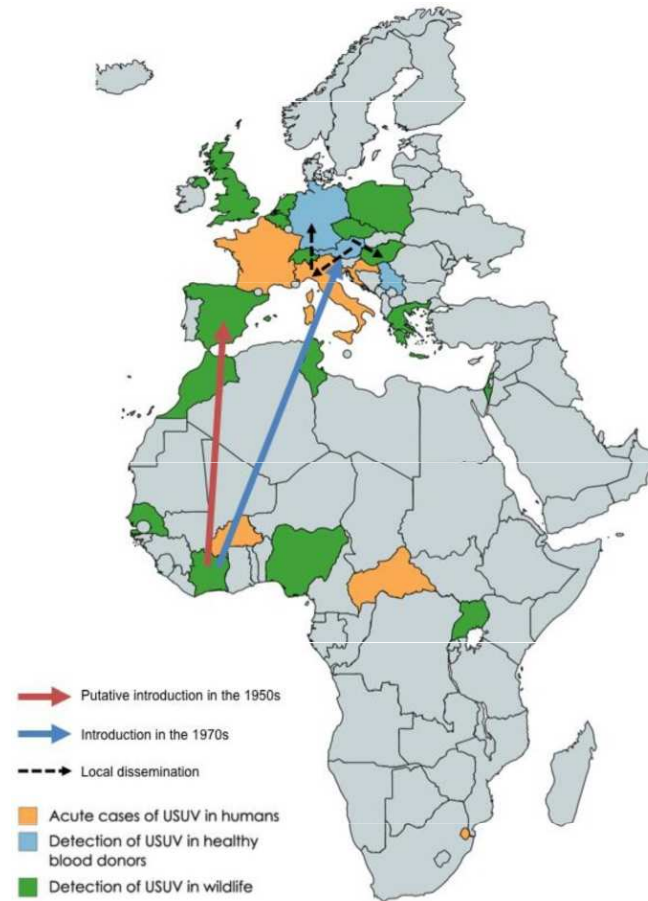 Putative introduction in the 1950s
Introduction in the 1970s
Local dissemination
Acute cases of USUV in humans
Detection of USUV in healthy
blood donors
Detection of USUV in wildlife